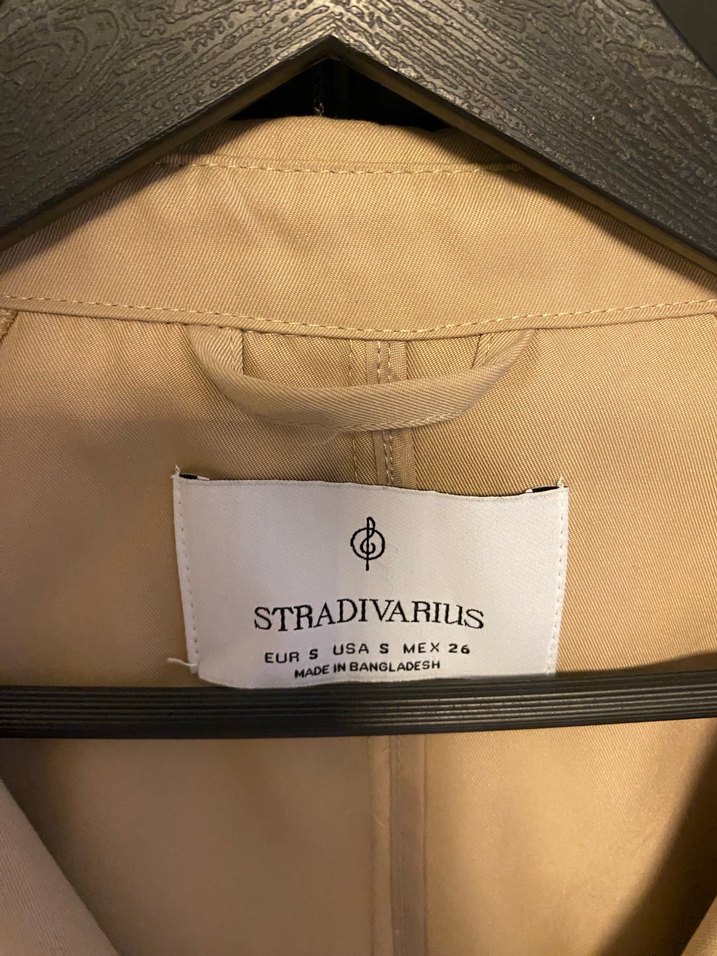 STRADIVARIUS
EUR S USA S MEX 26
MADE IN BANGLADESH